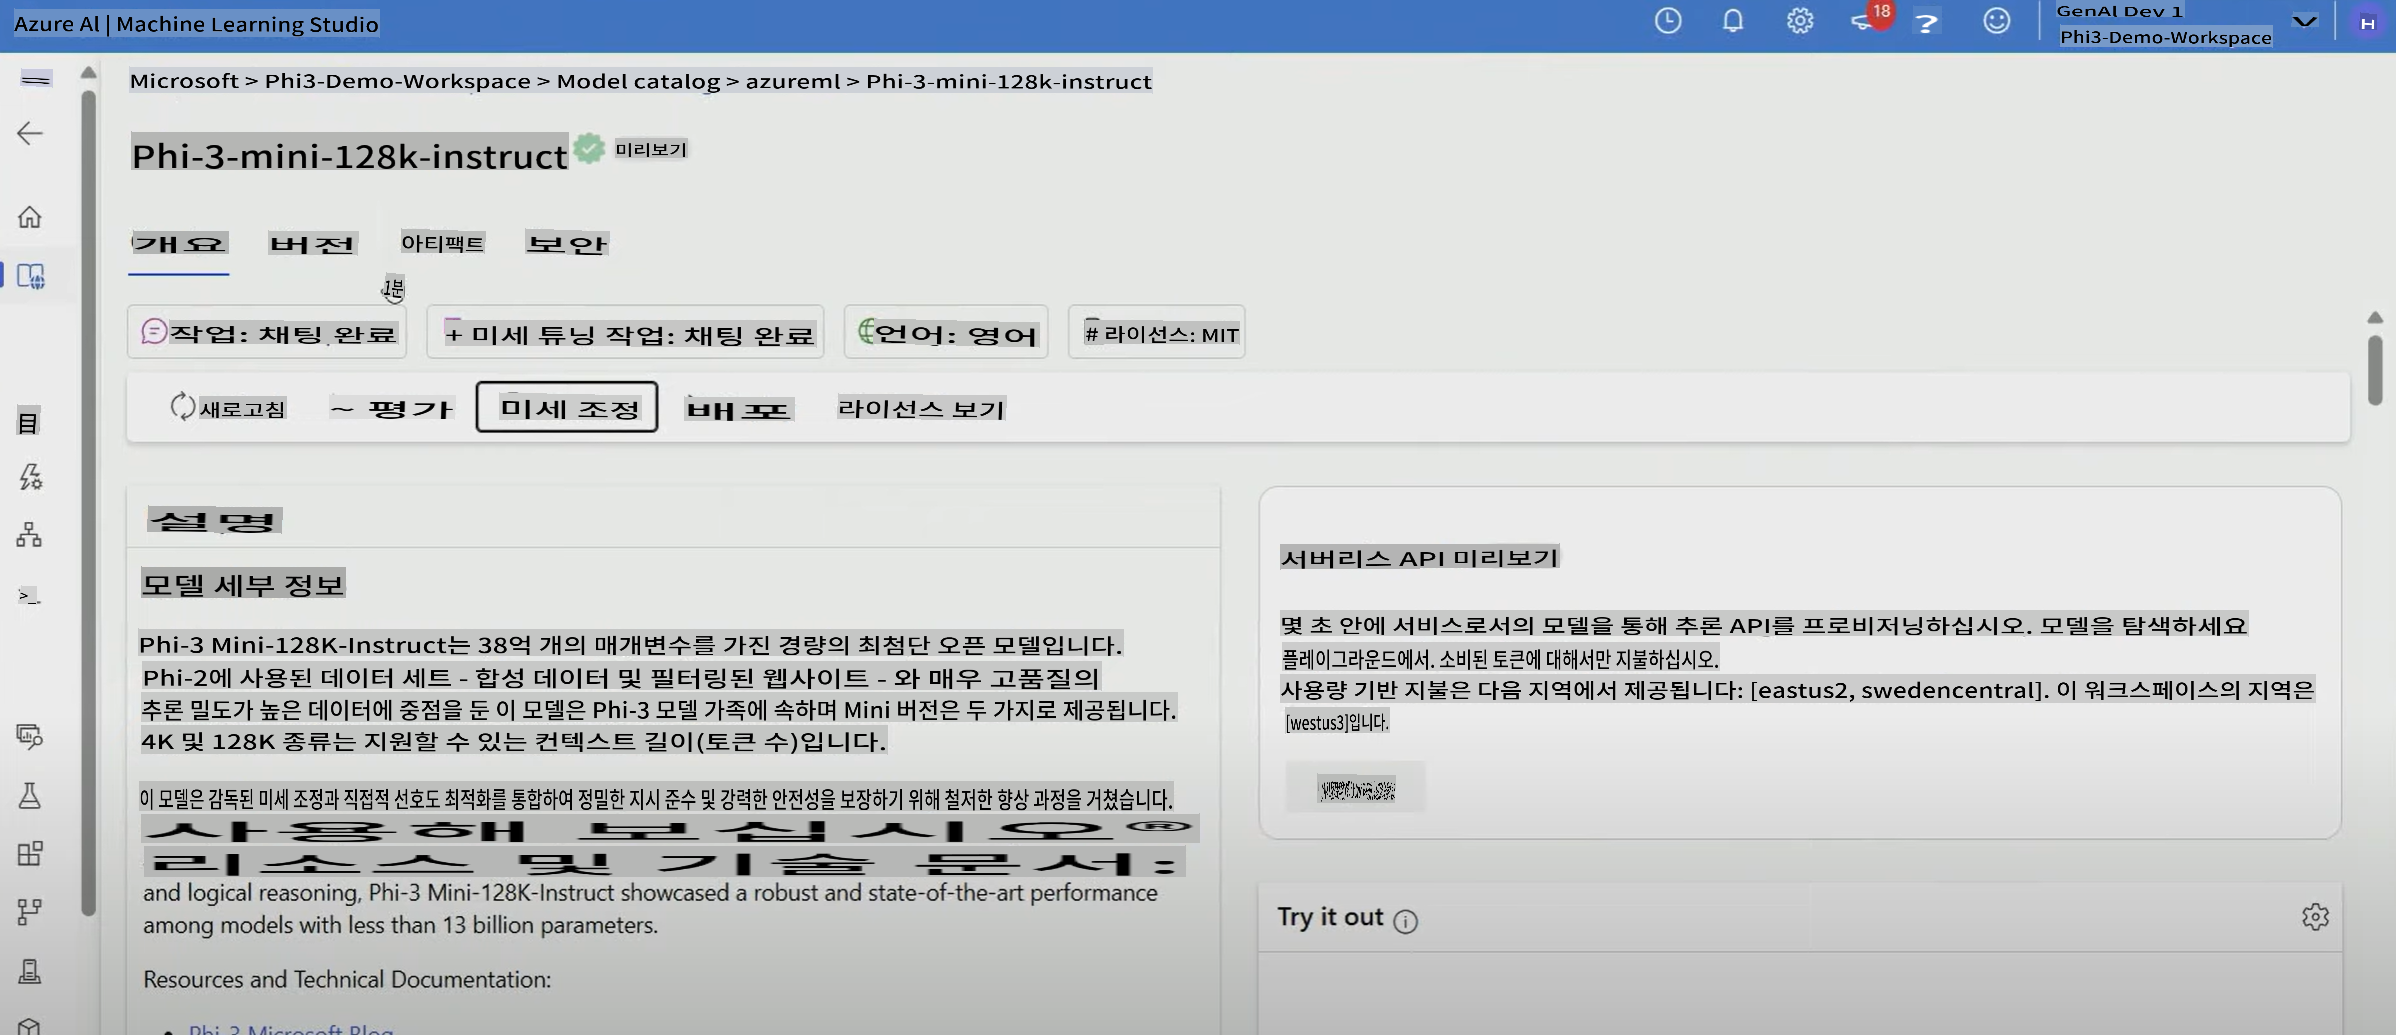 Azure AI | Machine Learning Studio
18
?
GenAI Dev 1
Phi3-Demo-Workspace
H
Microsoft > Phi3-Demo-Workspace > Model catalog > azureml > Phi-3-mini-128k-instruct
Phi-3-mini-128k-instruct 미리보기
개요 버전 아티팩트 보안
1분
작업: 채팅 완료 + 미세 튜닝 작업: 채팅 완료 언어: 영어 # 라이선스: MIT
새로고침 ~ 평가 미세 조정 배포 라이선스 보기
目
>_
설명
모델 세부 정보
Phi-3 Mini-128K-Instruct는 38억 개의 매개변수를 가진 경량의 최첨단 오픈 모델입니다.
Phi-2에 사용된 데이터 세트 - 합성 데이터 및 필터링된 웹사이트 - 와 매우 고품질의
추론 밀도가 높은 데이터에 중점을 둔 이 모델은 Phi-3 모델 가족에 속하며 Mini 버전은 두 가지로 제공됩니다.
4K 및 128K 종류는 지원할 수 있는 컨텍스트 길이(토큰 수)입니다.
이 모델은 감독된 미세 조정과 직접적 선호도 최적화를 통합하여 정밀한 지시 준수 및 강력한 안전성을 보장하기 위해 철저한 향상 과정을 거쳤습니다.
사용해 보십시오®
리소스 및 기술 문서:
and logical reasoning, Phi-3 Mini-128K-Instruct showcased a robust and state-of-the-art performance
among models with less than 13 billion parameters.
Resources and Technical Documentation:
Phi-3 Microsoft Blog
서버리스 API 미리보기
몇 초 안에 서비스로서의 모델을 통해 추론 API를 프로비저닝하십시오. 모델을 탐색하세요
플레이그라운드에서. 소비된 토큰에 대해서만 지불하십시오.
사용량 기반 지불은 다음 지역에서 제공됩니다: [eastus2, swedencentral]. 이 워크스페이스의 지역은
[westus3]입니다.
Try it out